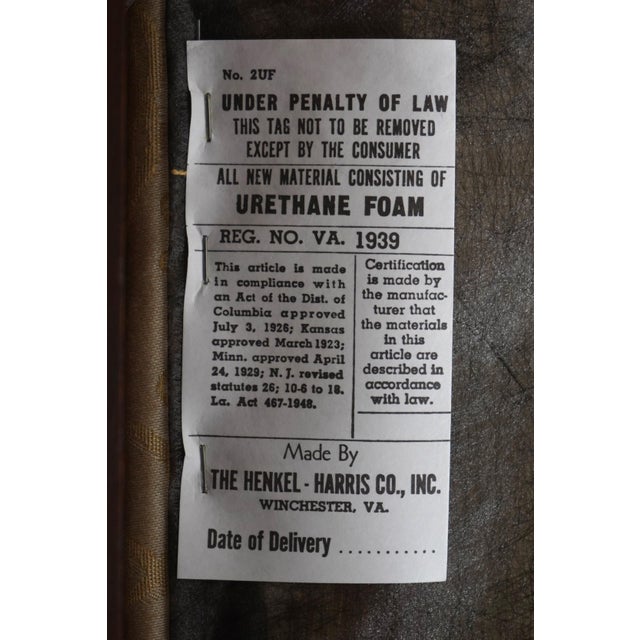 No. 2UF
UNDER PENALTY OF LAW
THIS TAG NOT TO BE REMOVED
EXCEPT BY THE CONSUMER
ALL NEW MATERIAL CONSISTING OF
URETHANE FOAM
REG. NO. VA. 1939
This article is made
in compliance with
an Act of the Dist. of
Columbia approved
July 3, 1926; Kansas
approved March 1923;
Minn. approved April
24, 1929; N. J. revised
statutes 26; 10-6 to 18.
La. Act 467-1948.
Certification
is made by
the manufac-
turer that
the materials
in this
article are
described in
accordance
with law.
Made By
THE HENKEL - HARRIS CO., INC.
WINCHESTER, VA.
Date of Delivery ...........